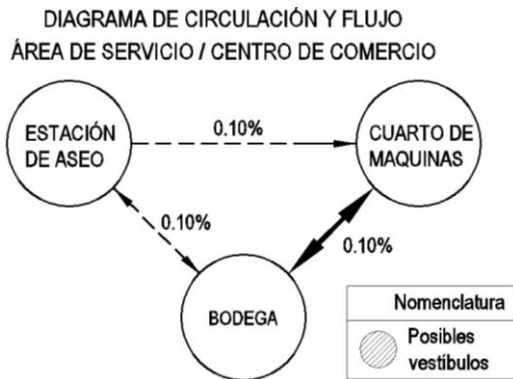 DIAGRAMA DE CIRCULACIÓN Y FLUJO
ÁREA DE SERVICIO / CENTRO DE COMERCIO
ESTACIÓN
DE ASEO
0.10%
CUARTO DE
MAQUINAS
0.10%
0.10%
BODEGA
Nomenclatura
Posibles
vestíbulos